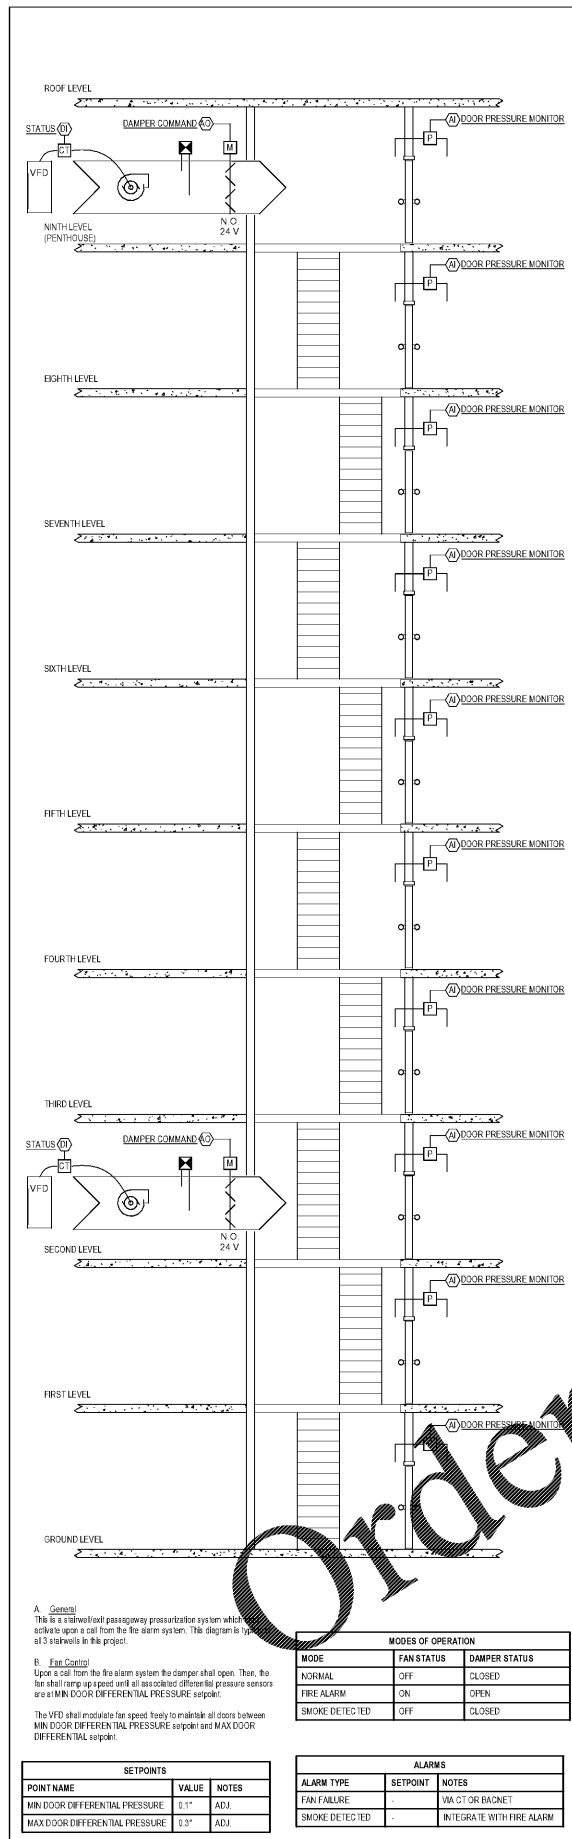 ROOF LEVEL
AI DOOR PRESSURE MONITOR
P
STATUS DI
DAMPER COMMAND AO
CT
M
VFD
N.O.
24 V
NINTH LEVEL
(PENTHOUSE)
AI DOOR PRESSURE MONITOR
P
EIGHTH LEVEL
AI DOOR PRESSURE MONITOR
P
SEVENTH LEVEL
AI DOOR PRESSURE MONITOR
P
SIXTH LEVEL
AI DOOR PRESSURE MONITOR
P
FIFTH LEVEL
AI DOOR PRESSURE MONITOR
P
FOURTH LEVEL
AI DOOR PRESSURE MONITOR
P
THIRD LEVEL
AI DOOR PRESSURE MONITOR
P
STATUS DI
DAMPER COMMAND AO
CT
M
VFD
N.O.
24 V
SECOND LEVEL
AI DOOR PRESSURE MONITOR
P
FIRST LEVEL
AI DOOR PRESSURE MONITOR
GROUND LEVEL
Order
A. General
This is a stairwell/exit passageway pressurization system which
activate upon a call from the fire alarm system. This diagram is
all 3 stairwells in this project.
B. Fan Control
Upon a call from the fire alarm system the damper shall open. Then, the
fan shall ramp up speed until all associated differential pressure sensors
are at MIN DOOR DIFFERENTIAL PRESSURE setpoint.
The VFD shall modulate fan speed freely to maintain all doors between
MIN DOOR DIFFERENTIAL PRESSURE setpoint and MAX DOOR
DIFFERENTIAL setpoint.
MODES OF OPERATION
MODE FAN STATUS DAMPER STATUS
NORMAL OFF CLOSED
FIRE ALARM ON OPEN
SMOKE DETECTED OFF CLOSED
SETPOINTS
POINT NAME VALUE NOTES
MIN DOOR DIFFERENTIAL PRESSURE 0.1" ADJ.
MAX DOOR DIFFERENTIAL PRESSURE 0.3" ADJ.
ALARMS
ALARM TYPE SETPOINT NOTES
FAN FAILURE - VIA CT OR BACNET
SMOKE DETECTED - INTEGRATE WITH FIRE ALARM